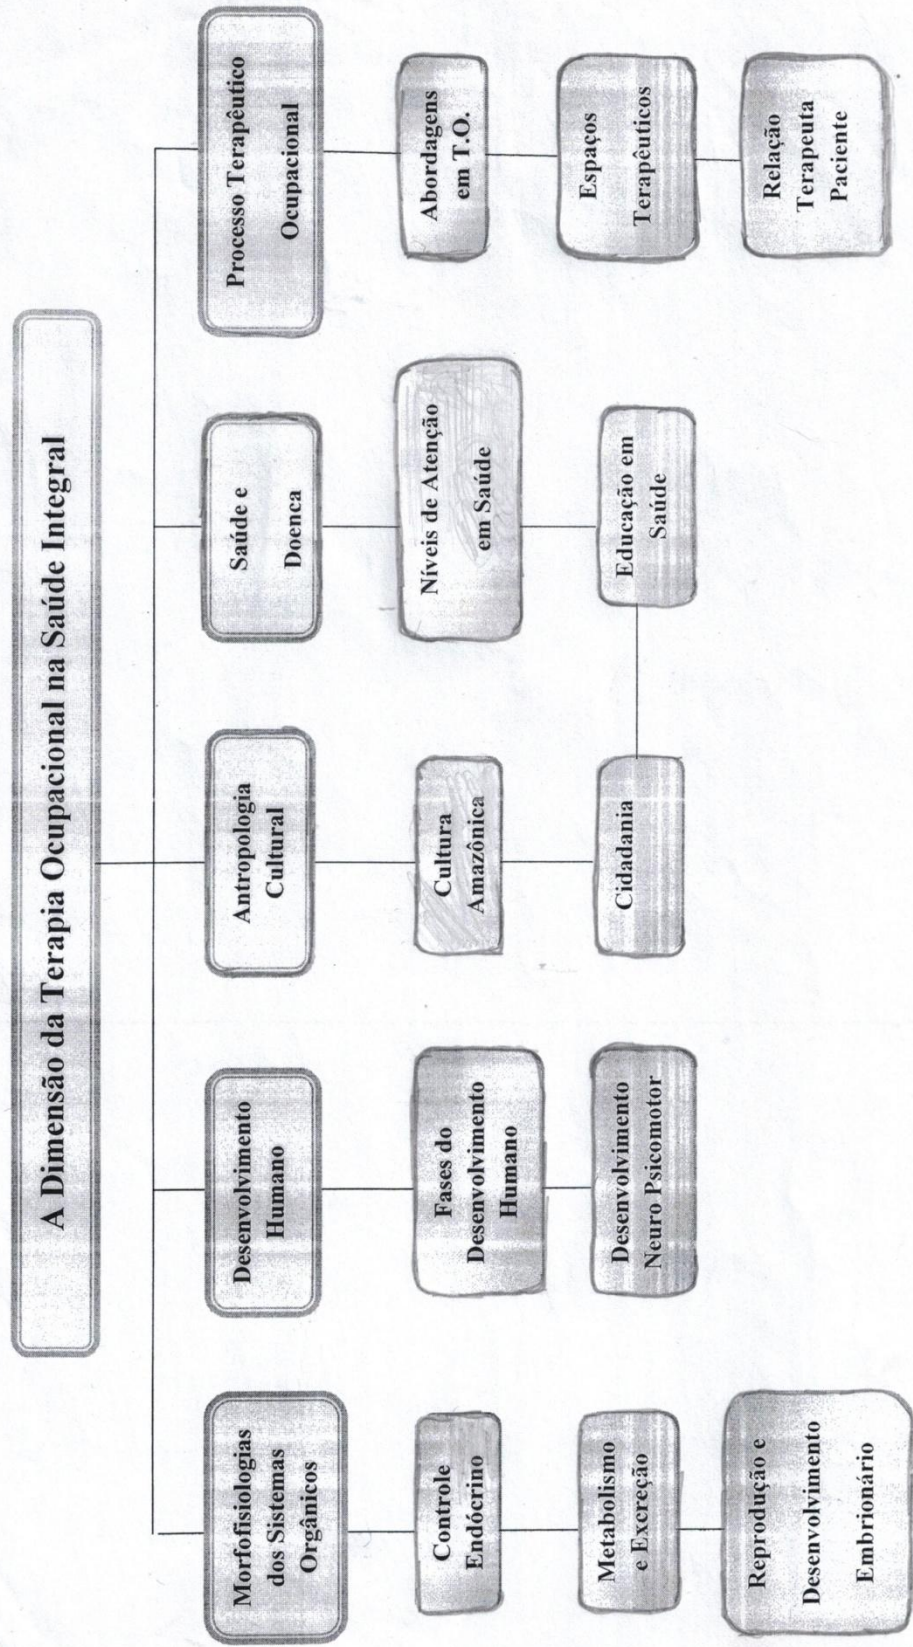 A Dimensão da Terapia Ocupacional na Saúde Integral
Morfofisiologias
dos Sistemas
Orgânicos
Controle
Endócrino
Metabolismo
e Excreção
Reprodução e
Desenvolvimento
Embrionário
Desenvolvimento
Humano
Fases do
Desenvolvimento
Humano
Desenvolvimento
Neuro Psicomotor
Antropologia
Cultural
Cultura
Amazônica
Cidadania
Saúde e
Doenca
Níveis de Atenção
em Saúde
Educação em
Saúde
Processo Terapêutico
Ocupacional
Abordagens
em T.O.
Espaços
Terapêuticos
Relação
Terapeuta
Paciente